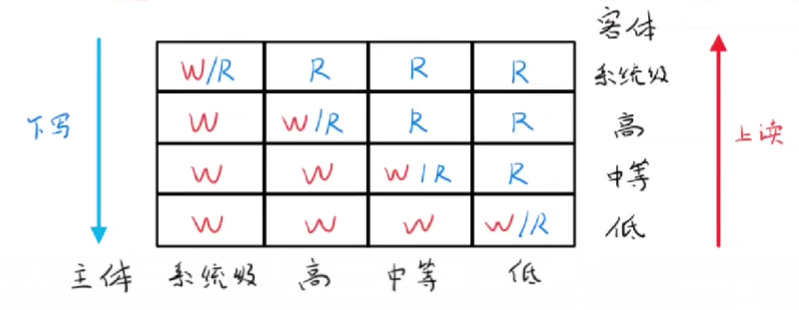 客体
W/R R R R 系统级
W W/R R R 高
下写
上读
W W W/R R 中等
W W W W/R 低
主体 系统级 高 中等 低